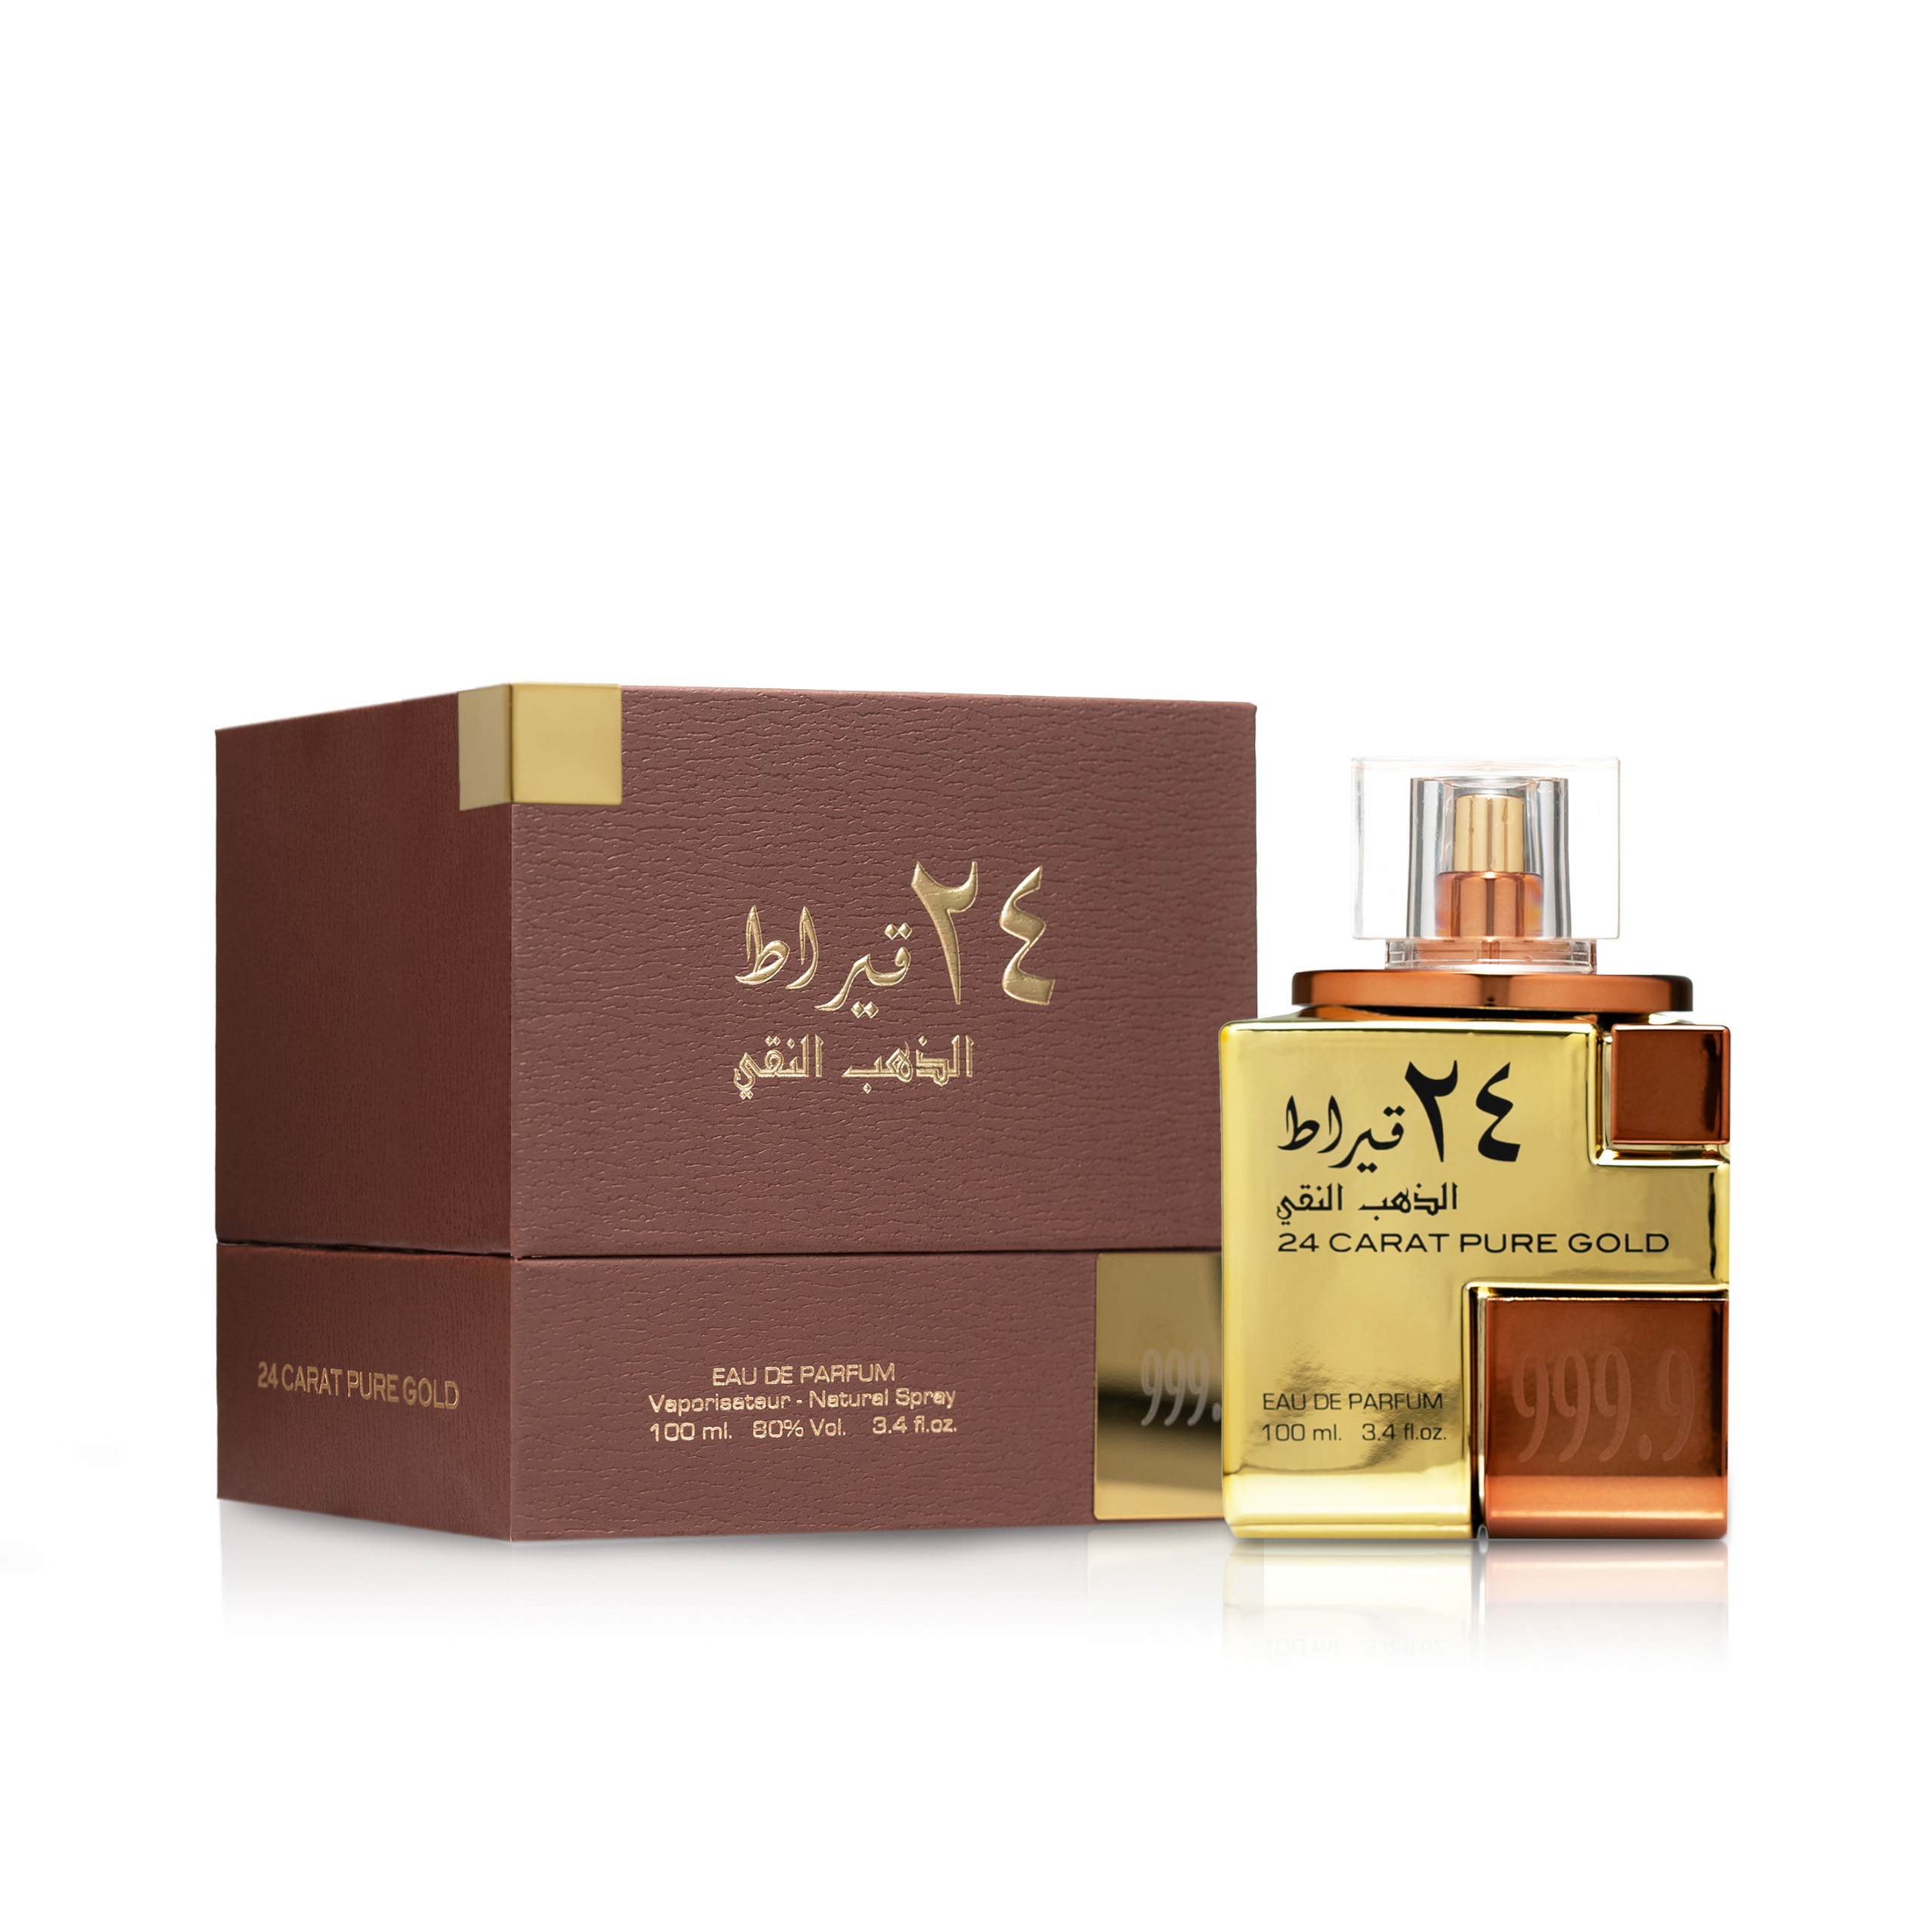 ٢٤ قيراط
الذهب النقي
24 CARAT PURE GOLD
EAU DE PARFUM
Vaporisateur - Natural Spray
100 ml. 80% Vol. 3.4 fl.oz.
999.
٢٤ قيراط
الذهب النقي
24 CARAT PURE GOLD
EAU DE PARFUM
100 ml. 3.4 fl.oz.
999.9